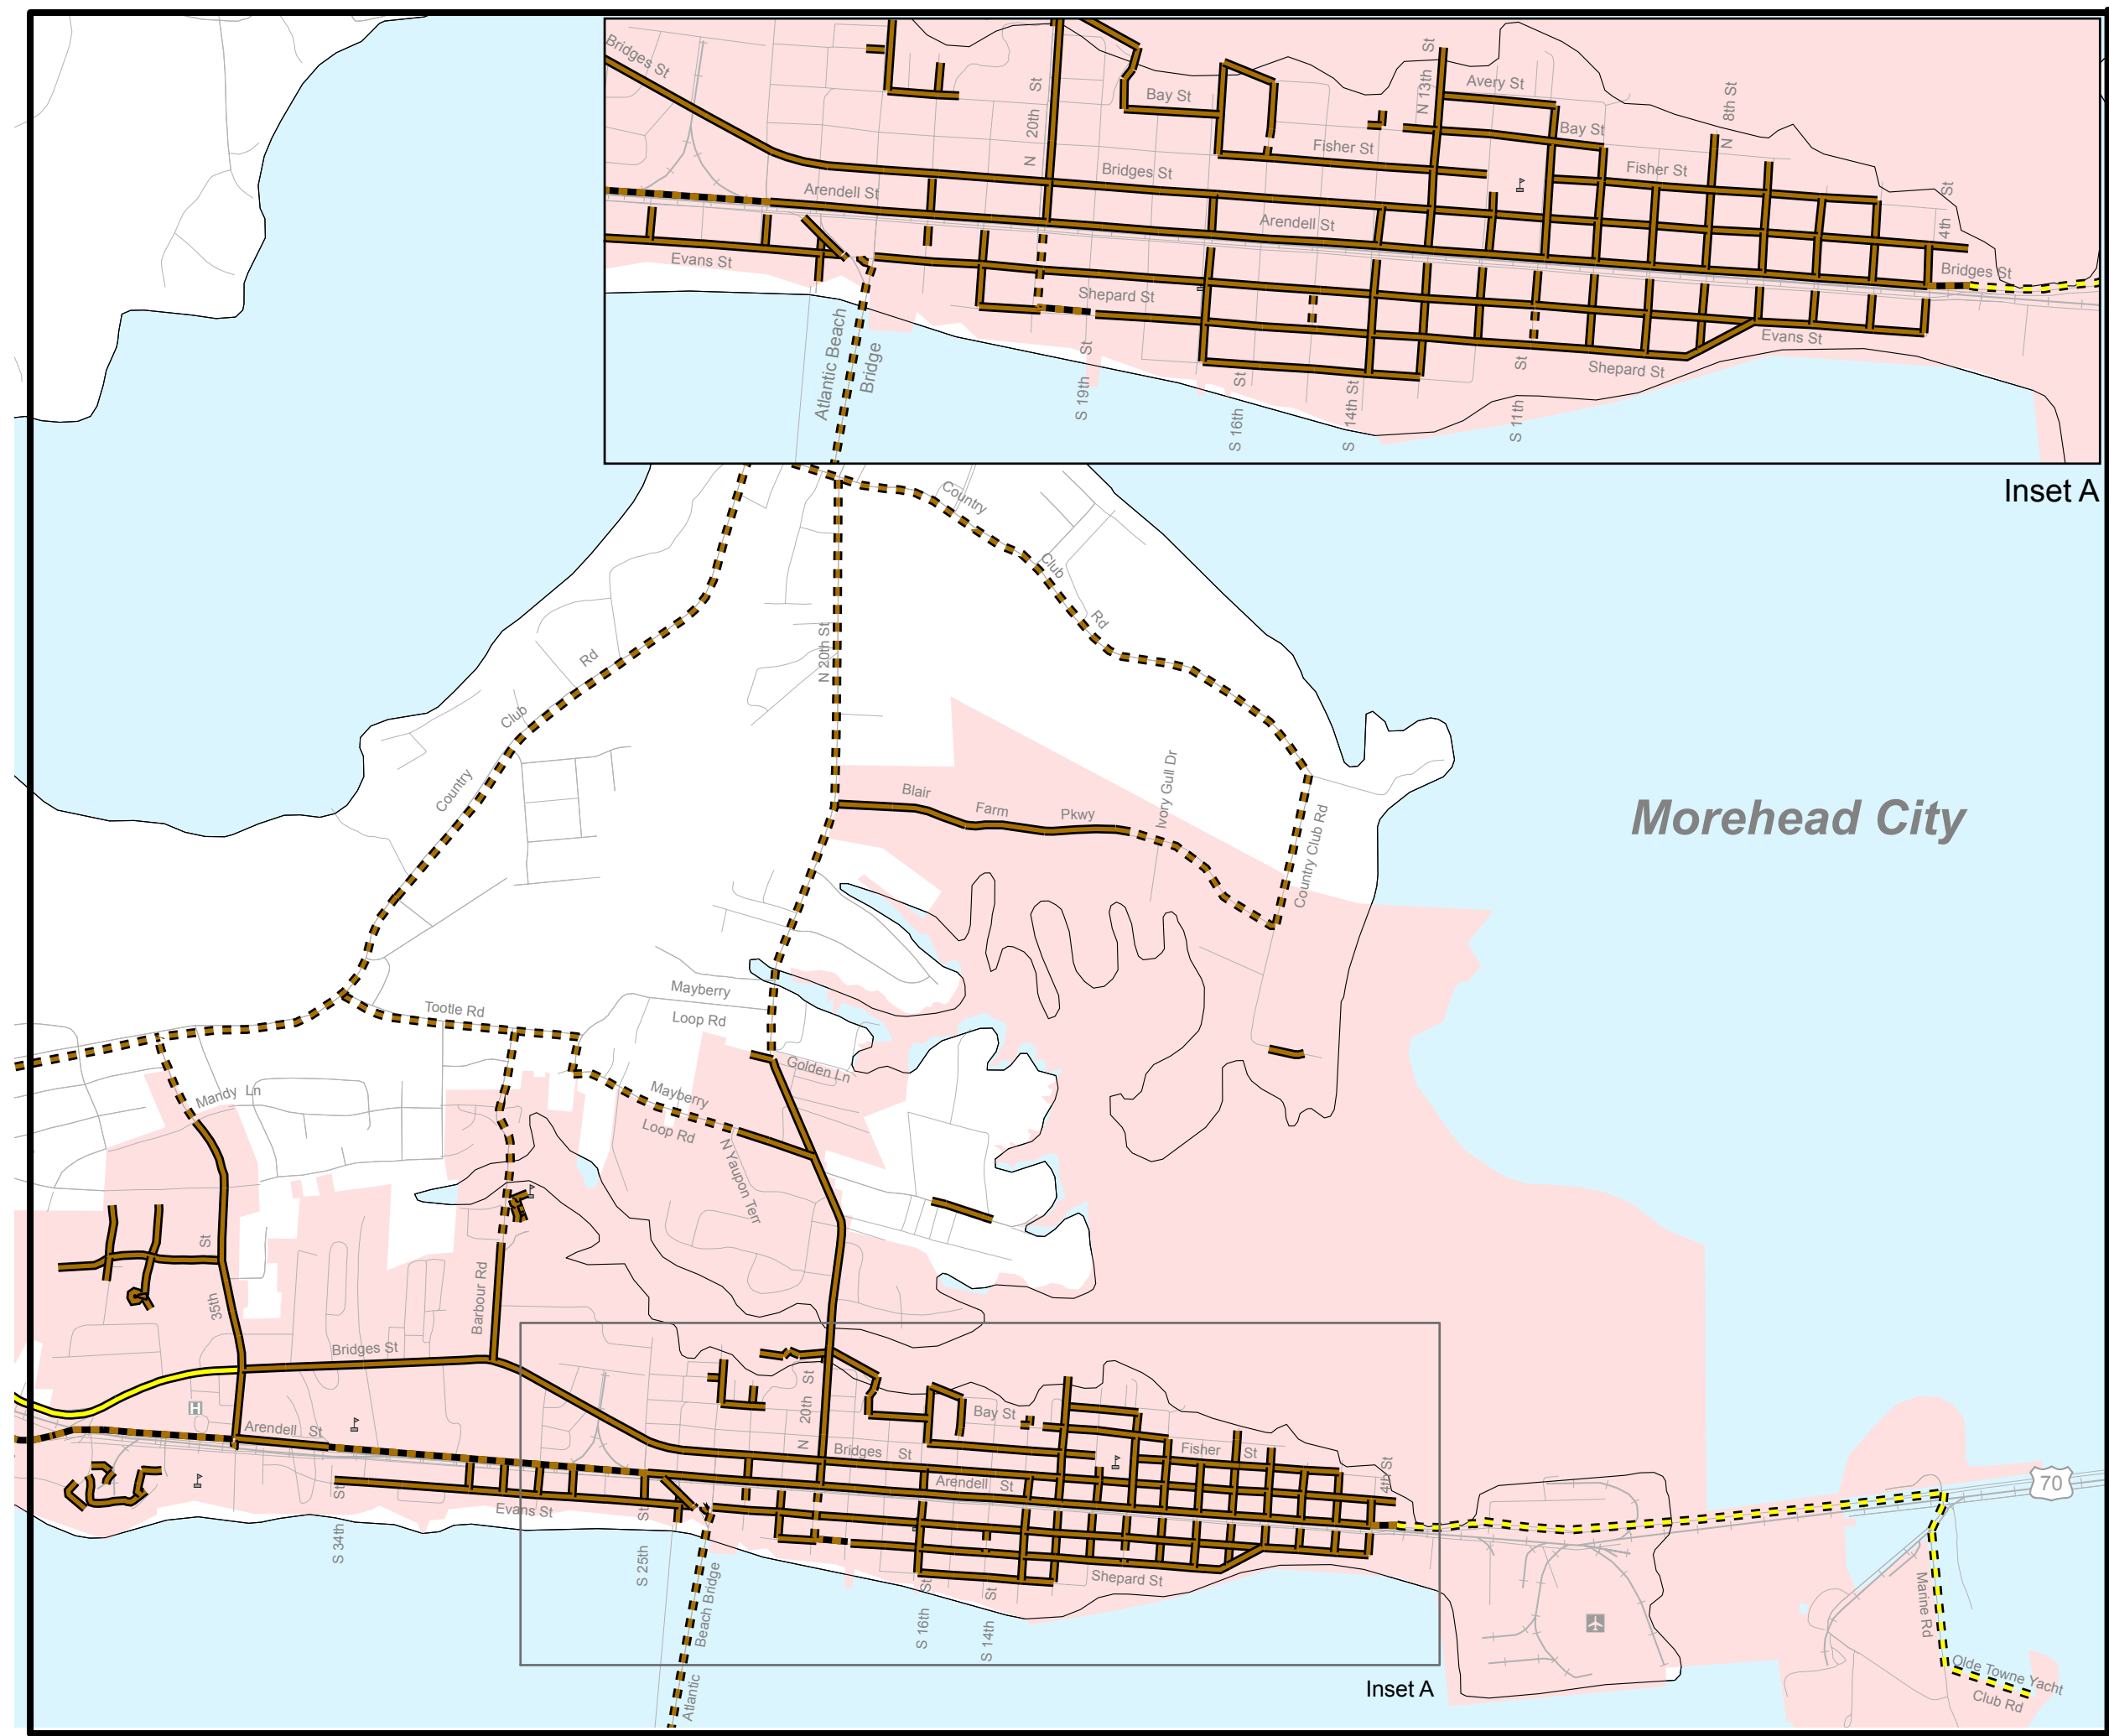 Bridges St
N 20th St
Bay St
N 13th St
Avery St
Bay St
N 8th St
Fisher St
Fisher St
Arendell St
Bridges St
Arendell St
4th St
Evans St
Shepard St
Bridges St
Evans St
Shepard St
Atlantic Beach
Bridge
S 19th St
S 16th St
S 14th St
S 11th St
Inset A
Country Club Rd
N 20th St
Country Club Rd
Blair Farm Pkwy
Ivory Gull Dr
Country Club Rd
Morehead City
Mayberry
Loop Rd
Tootle Rd
Golden Ln
Mandy Ln
Mayberry
Loop Rd
N Yaupon Terr
35th St
Barbour Rd
Bridges St
H
Arendell St
20th St
N
Bay St
Bridges St
Fisher St
Arendell St
4th St
Evans St
S 34th St
S 25th St
Shepard St
S 16th St
S 14th St
Atlantic Beach Bridge
70
Marine Rd
Olde Towne Yacht
Club Rd
Inset A